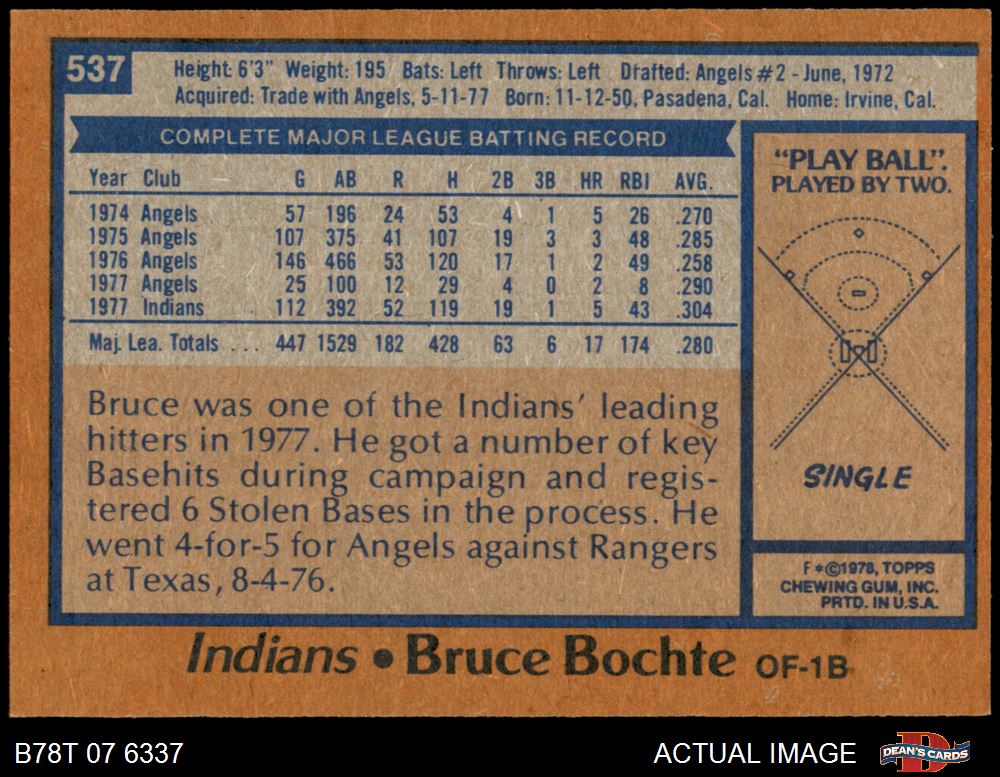 537
Height: 6'3" Weight: 195 Bats: Left Throws: Left Drafted: Angels #2 - June, 1972
Acquired: Trade with Angels, 5-11-77 Born: 11-12-50, Pasadena, Cal. Home: Irvine, Cal.
COMPLETE MAJOR LEAGUE BATTING RECORD
Year Club G AB R H 2B 3B HR RBI AVG.
1974 Angels 57 196 24 53 4 1 5 26 .270
1975 Angels 107 375 41 107 19 3 3 48 .285
1976 Angels 146 466 53 120 17 1 2 49 .258
1977 Angels 25 100 12 29 4 0 2 8 .290
1977 Indians 112 392 52 119 19 1 5 43 .304
Maj. Lea. Totals . . . 447 1529 182 428 63 6 17 174 .280
Bruce was one of the Indians' leading
hitters in 1977. He got a number of key
Basehits during campaign and regis-
tered 6 Stolen Bases in the process. He
went 4-for-5 for Angels against Rangers
at Texas, 8-4-76.
"PLAY BALL".
PLAYED BY TWO.
SINGLE
F*©1978, TOPPS
CHEWING GUM, INC.
PRTD. IN U.S.A.
Indians • Bruce Bochte OF-1B
B78T 07 6337
ACTUAL IMAGE
DEAN'S CARDS